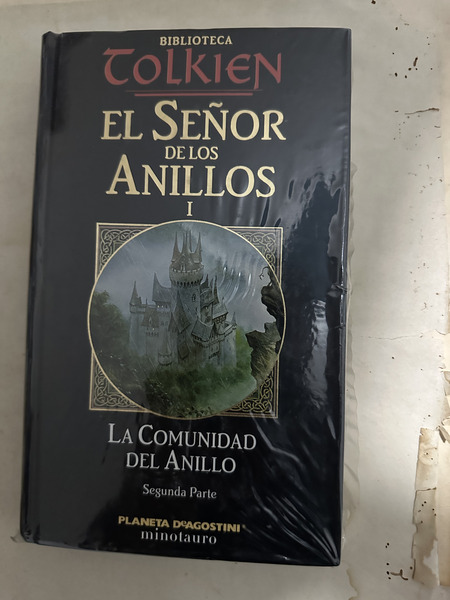 BIBLIOTECA
TOLKIEN
EL SEÑOR
DE LOS
ANILLOS
I
LA COMUNIDAD
DEL ANILLO
Segunda Parte
PLANETA DEAGOSTINI
minotauro